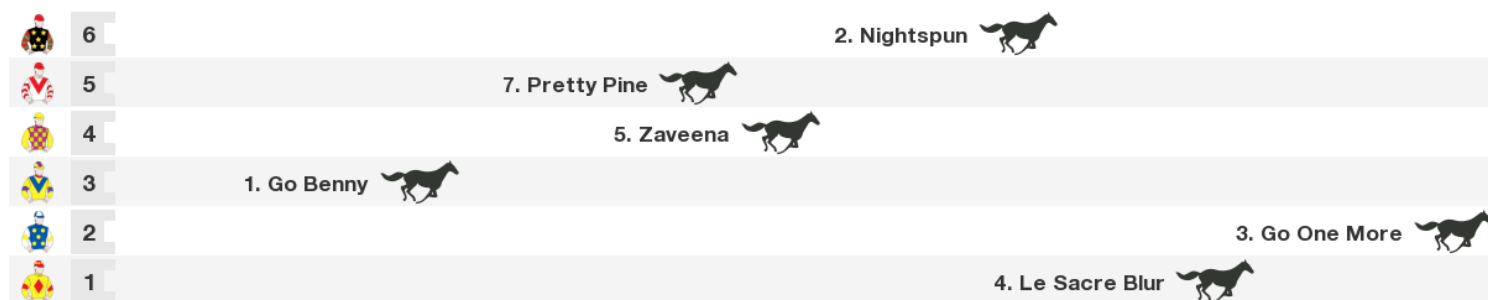 6 2. Nightspun
5 7. Pretty Pine
4 5. Zaveena
3 1. Go Benny
2 3. Go One More
1 4. Le Sacre Blur